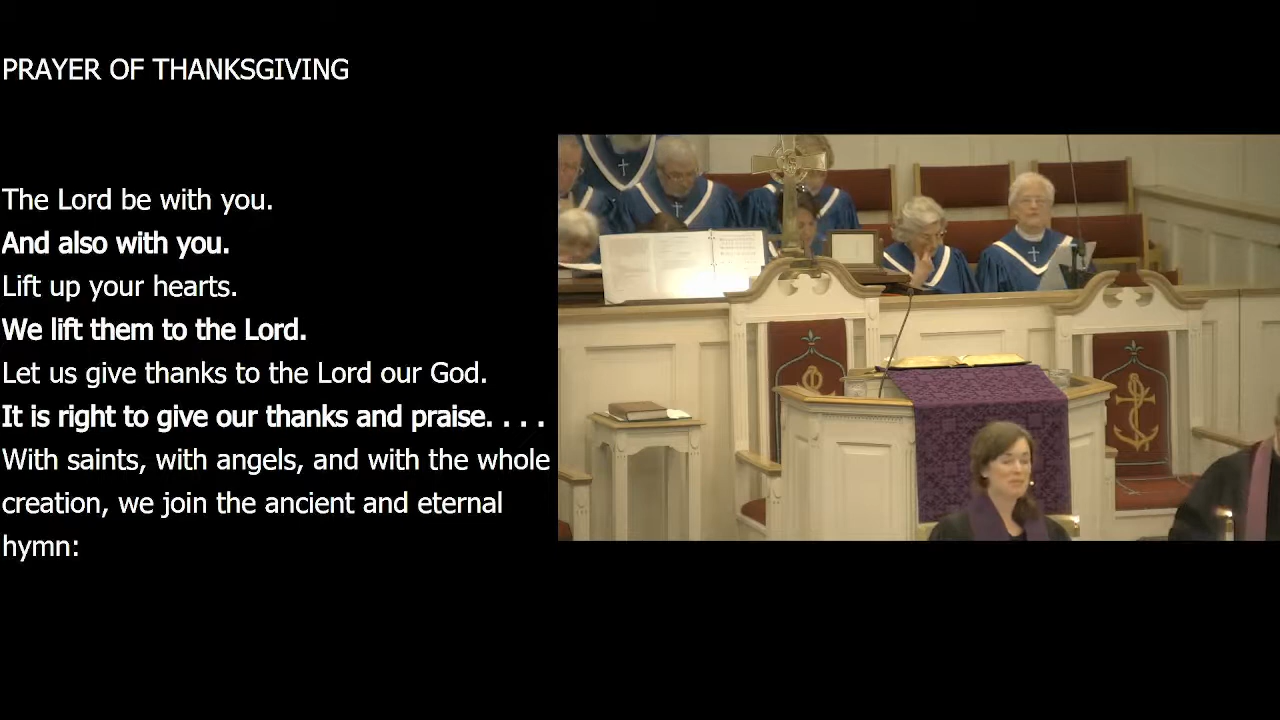 PRAYER OF THANKSGIVING
The Lord be with you.
And also with you.
Lift up your hearts.
We lift them to the Lord.
Let us give thanks to the Lord our God.
It is right to give our thanks and praise. . . .
With saints, with angels, and with the whole
creation, we join the ancient and eternal
hymn: